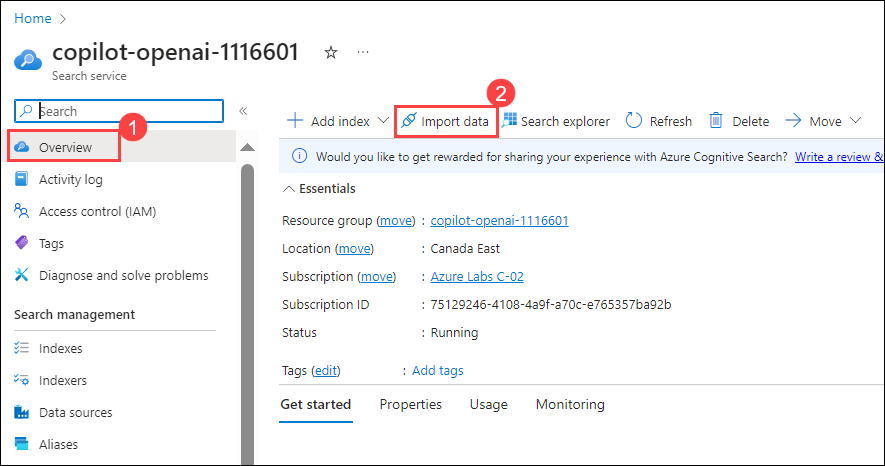 Home
copilot-openai-1116601
Search service
Search
1
Overview
Activity log
Access control (IAM)
Tags
Diagnose and solve problems
Search management
Indexes
Indexers
Data sources
Aliases
2
Add index Import data Search explorer Refresh Delete Move
Would you like to get rewarded for sharing your experience with Azure Cognitive Search? Write a review &
Essentials
Resource group (move) : copilot-openai-1116601
Location (move) : Canada East
Subscription (move) : Azure Labs C-02
Subscription ID : 75129246-4108-4a9f-a70c-e765357ba92b
Status : Running
Tags (edit) : Add tags
Get started Properties Usage Monitoring